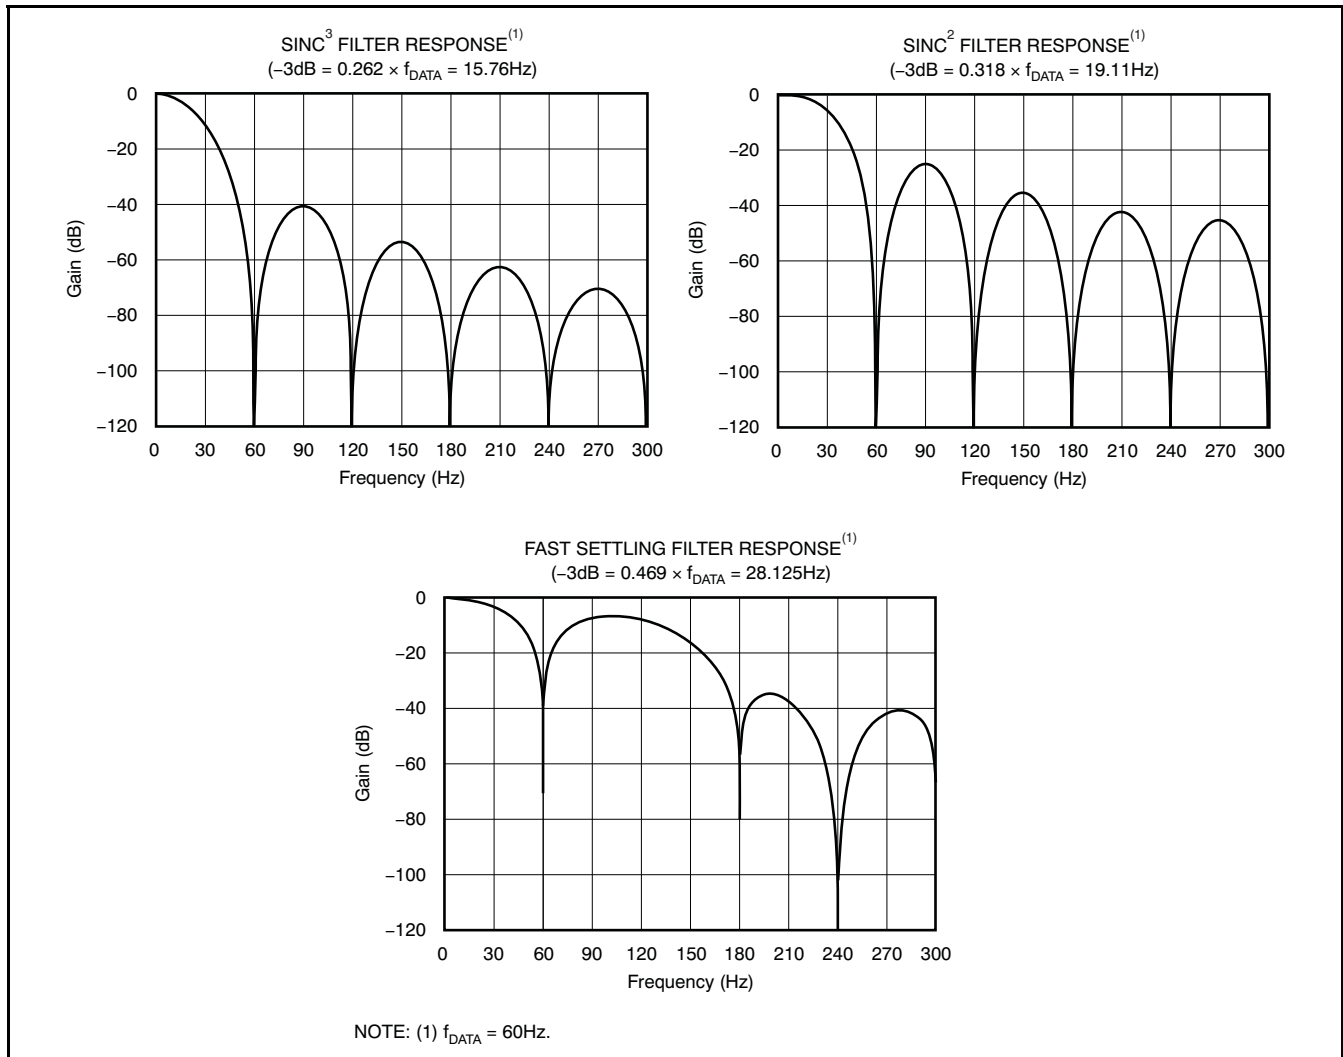 SINC³ FILTER RESPONSE(1)
(−3dB = 0.262 × fDATA = 15.76Hz)
0
−20
−40
−60
−80
−100
−120
Gain (dB)
0 30 60 90 120 150 180 210 240 270 300
Frequency (Hz)
SINC² FILTER RESPONSE(1)
(−3dB = 0.318 × fDATA = 19.11Hz)
0
−20
−40
−60
−80
−100
−120
Gain (dB)
0 30 60 90 120 150 180 210 240 270 300
Frequency (Hz)
FAST SETTLING FILTER RESPONSE(1)
(−3dB = 0.469 × fDATA = 28.125Hz)
0
−20
−40
−60
−80
−100
−120
Gain (dB)
0 30 60 90 120 150 180 210 240 270 300
Frequency (Hz)
NOTE: (1) fDATA = 60Hz.